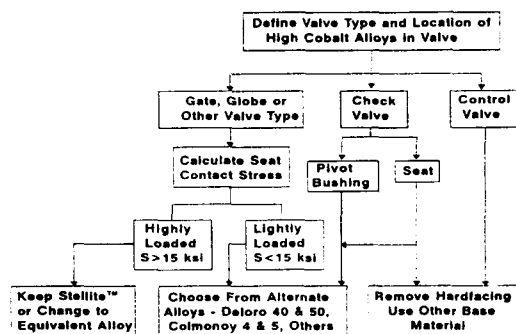 Define Valve Type and Location of
High Cobalt Alloys in Valve
Gate, Globe or
Other Valve Type
Check
Valve
Control
Valve
Calculate Seat
Contact Stress
Pivot
Bushing
Seat
Highly
Loaded
S>15 ksi
Lightly
Loaded
S<15 ksi
Keep Stellite™
or Change to
Equivalent Alloy
Choose From Alternate
Alloys - Deloro 40 & 50,
Colmonoy 4 & 5, Others
Remove Hardfacing
Use Other Base
Material